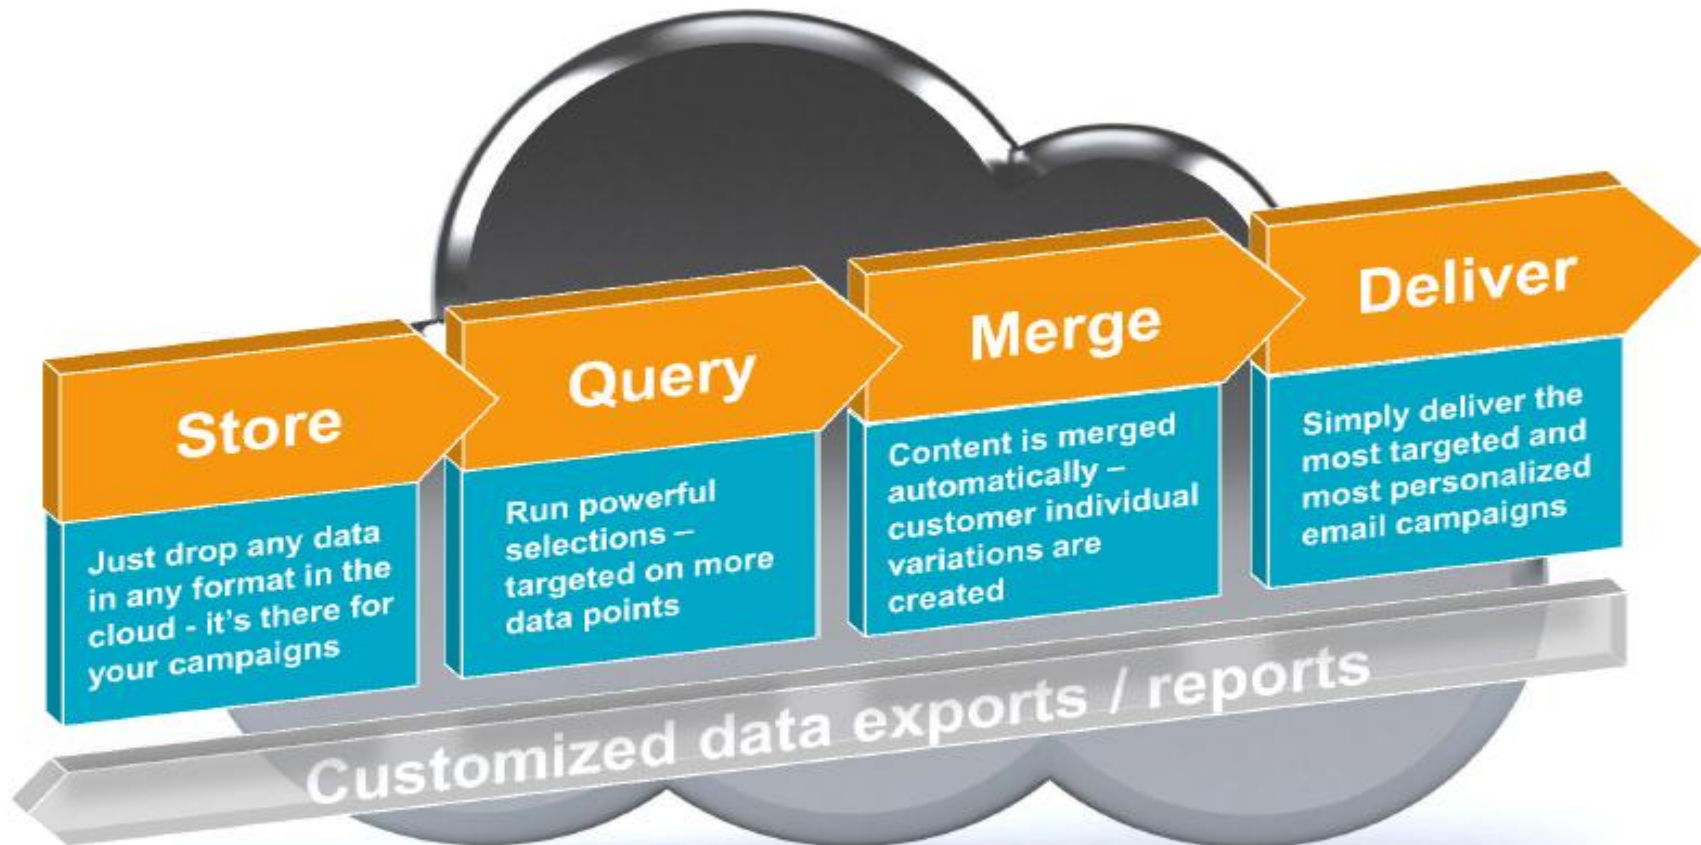 Store
Just drop any data
in any format in the
cloud - it's there for
your campaigns
Query
Run powerful
selections –
targeted on more
data points
Merge
Content is merged
automatically –
customer individual
variations are
created
Deliver
Simply deliver the
most targeted and
most personalized
email campaigns
Customized data exports / reports